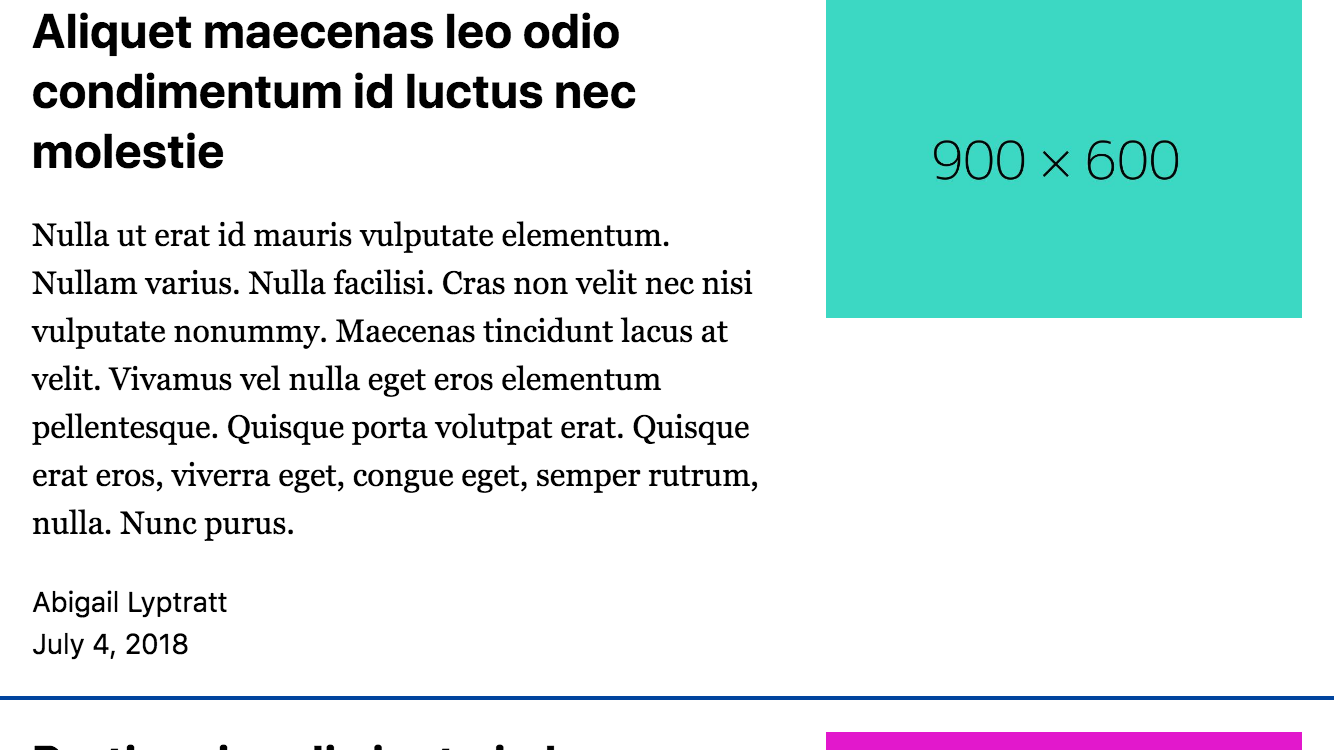 Aliquet maecenas leo odio
condimentum id luctus nec
molestie
900 × 600
Nulla ut erat id mauris vulputate elementum.
Nullam varius. Nulla facilisi. Cras non velit nec nisi
vulputate nonummy. Maecenas tincidunt lacus at
velit. Vivamus vel nulla eget eros elementum
pellentesque. Quisque porta volutpat erat. Quisque
erat eros, viverra eget, congue eget, semper rutrum,
nulla. Nunc purus.
Abigail Lyptratt
July 4, 2018